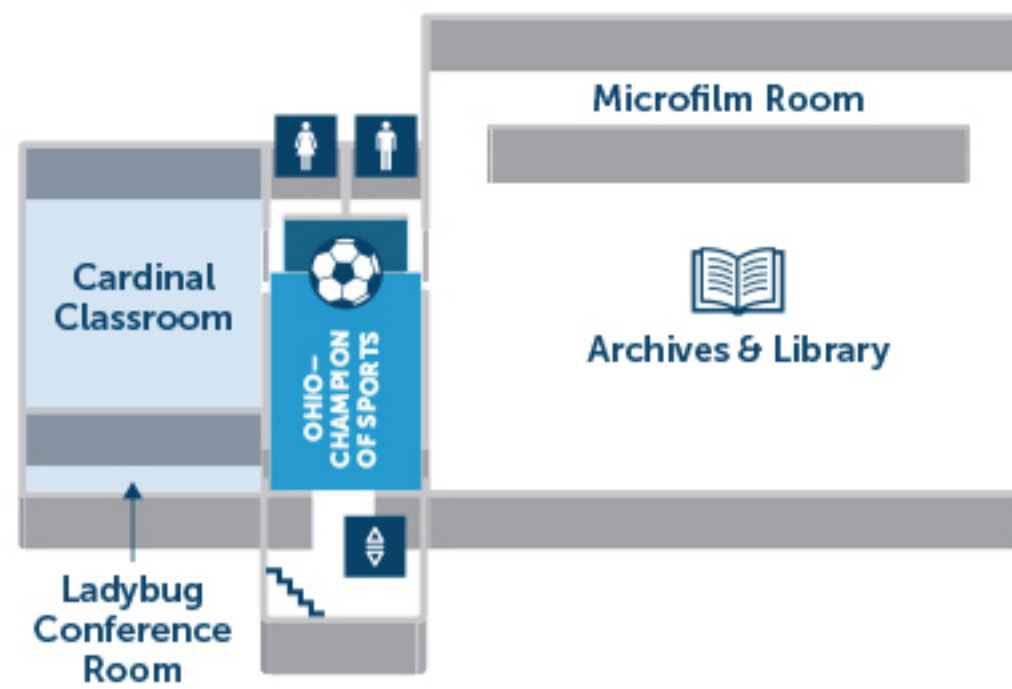 Microfilm Room
Cardinal
Classroom
Archives & Library
OHIO–
CHAMPION
OF SPORTS
Ladybug
Conference
Room